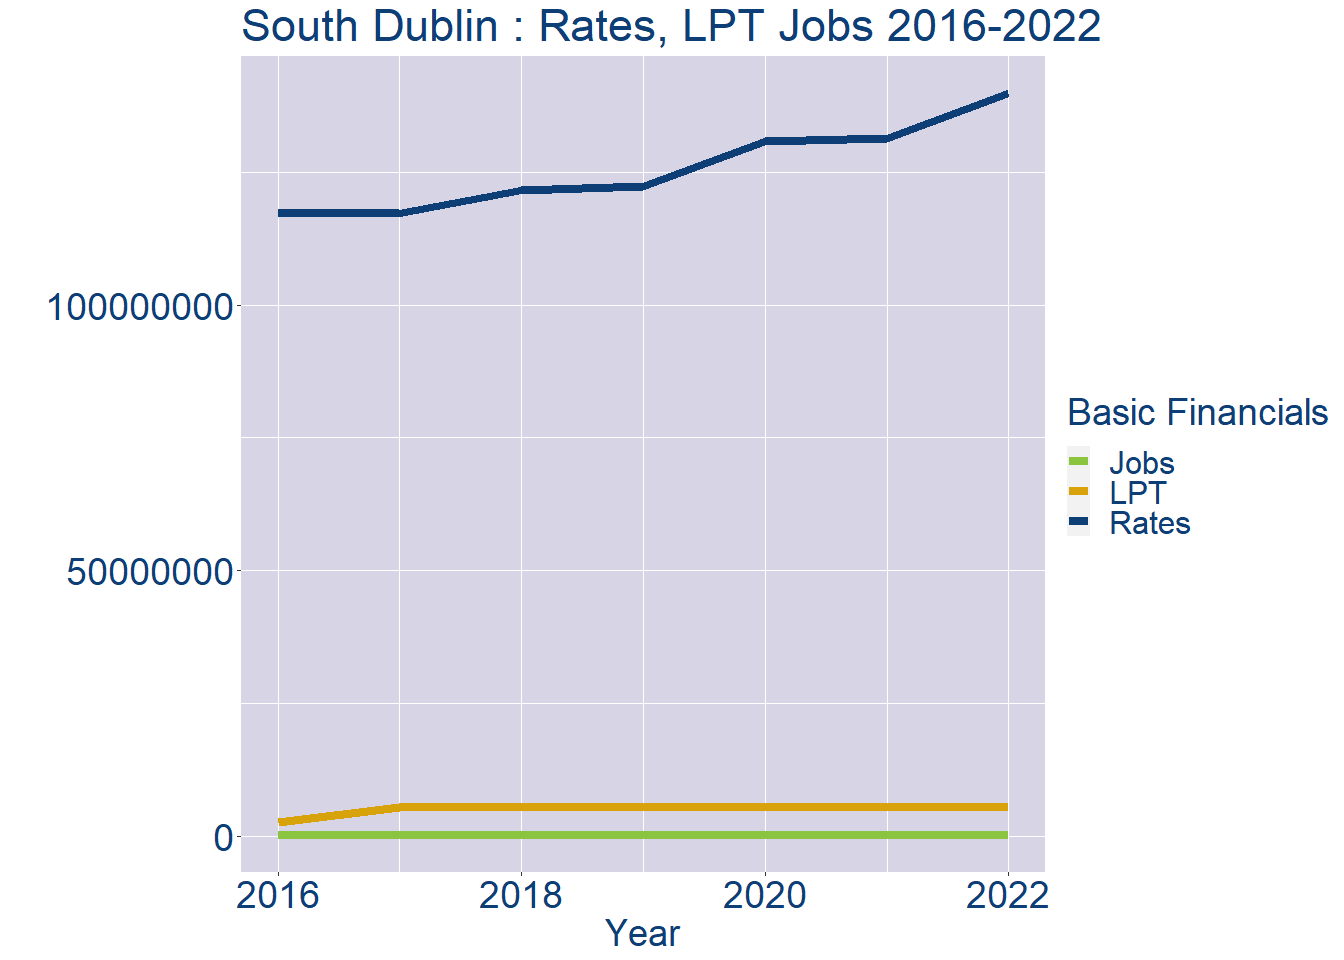 South Dublin : Rates, LPT Jobs 2016-2022
100000000
50000000
0
2016 2018 2020 2022
Year
Basic Financials
Jobs
LPT
Rates